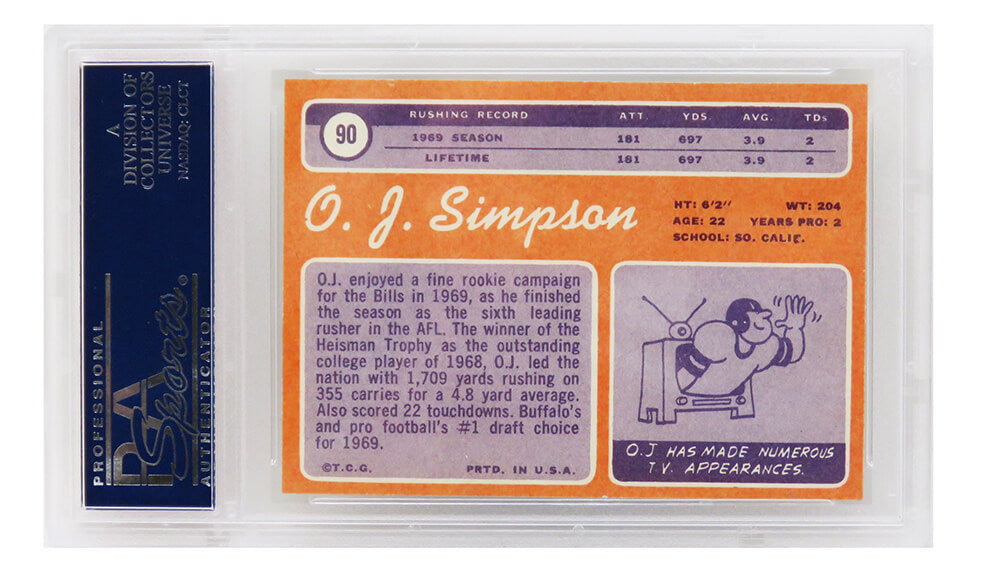 A
DIVISION OF
COLLECTORS
UNIVERSE
NASDAQ: CLCT
PROFESSIONAL
PSA
Sports®
AUTHENTICATOR
90
RUSHING RECORD ATT. YDS. AVG. TDs
1969 SEASON 181 697 3.9 2
LIFETIME 181 697 3.9 2
O. J. Simpson
HT: 6'2" WT: 204
AGE: 22 YEARS PRO: 2
SCHOOL: SO. CALIF.
O.J. enjoyed a fine rookie campaign
for the Bills in 1969, as he finished
the season as the sixth leading
rusher in the AFL. The winner of the
Heisman Trophy as the outstanding
college player of 1968, O.J. led the
nation with 1,709 yards rushing on
355 carries for a 4.8 yard average.
Also scored 22 touchdowns. Buffalo's
and pro football's #1 draft choice
for 1969.
©T.C.G. PRTD. IN U.S.A.
O.J HAS MADE NUMEROUS
T.V. APPEARANCES.